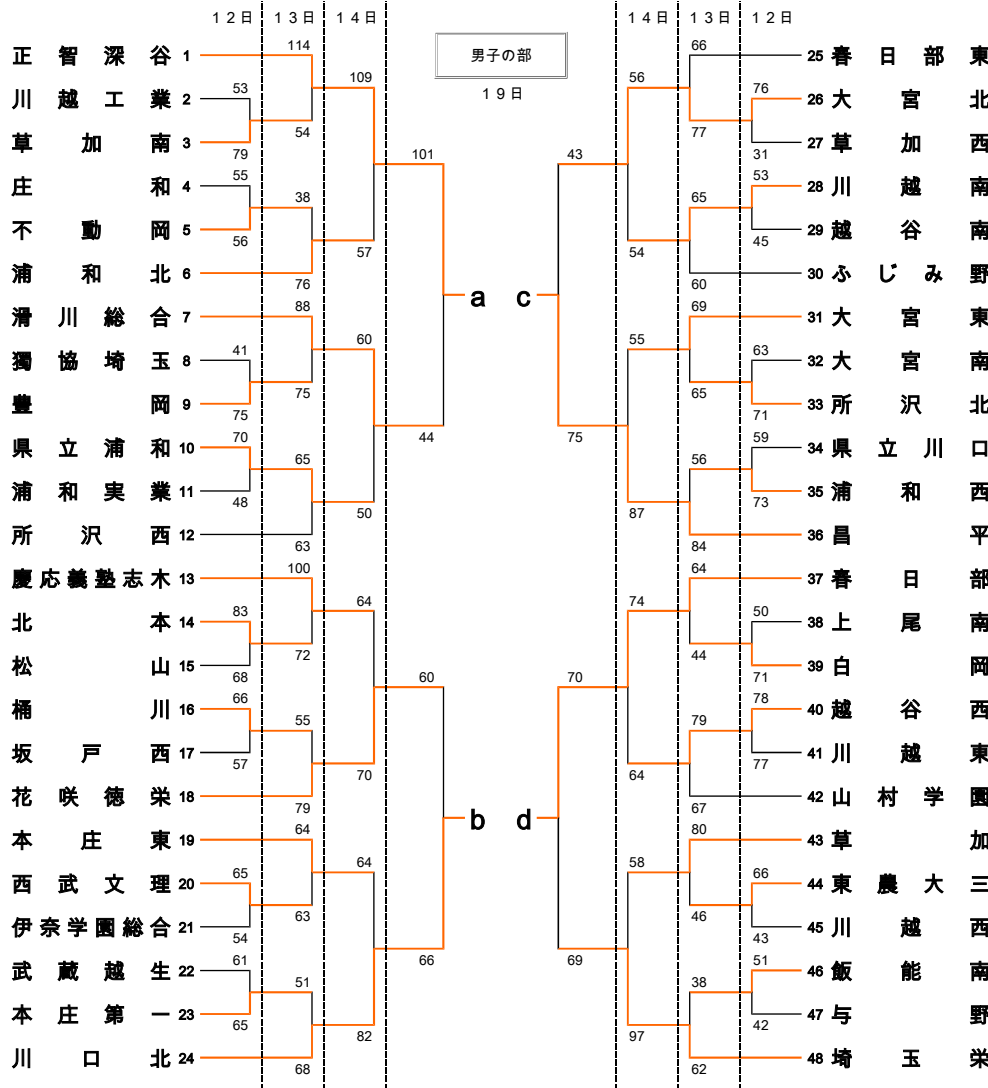 12日 13日 14日 14日 13日 12日
男子の部
19日
正智深谷 1
川越工業 2
草加南 3
庄和 4
不動岡 5
浦和北 6
滑川総合 7
獨協埼玉 8
豊岡 9
県立浦和 10
浦和実業 11
所沢西 12
慶応義塾志木 13
北本 14
松山 15
桶川 16
坂戸西 17
花咲徳栄 18
本庄東 19
西武文理 20
伊奈学園総合 21
武蔵越生 22
本庄第一 23
川口北 24
53
79
55
56
41
75
70
48
83
68
66
57
65
54
61
65
114
54
38
76
88
75
65
63
100
72
55
79
64
63
51
68
109
57
60
50
64
70
64
82
101
44
60
66
a c
b d
43
75
70
69
56
54
55
87
74
64
58
97
66
77
65
60
69
65
56
84
64
44
79
67
80
46
38
62
76
31
53
45
63
71
59
73
50
71
78
77
66
43
51
42
25 春日部東
26 大宮北
27 草加西
28 川越南
29 越谷南
30 ふじみ野
31 大宮東
32 大宮南
33 所沢北
34 県立川口
35 浦和西
36 昌平
37 春日部
38 上尾南
39 白岡
40 越谷西
41 川越東
42 山村学園
43 草加
44 東農大三
45 川越西
46 飯能南
47 与野
48 埼玉栄